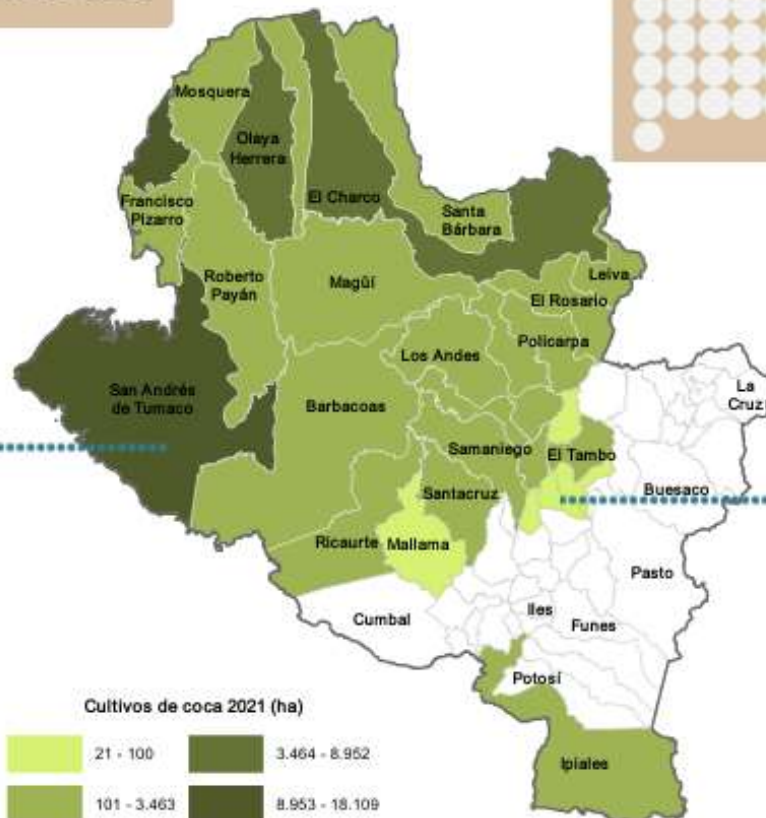 Mosquera
Olaya
Herrera
El Charco
Francisco
Pizarro
Santa
Bárbara
Roberto
Payán
Magüí
Leiva
El Rosario
Policarpa
Los Andes
San Andrés
de Tumaco
Barbacoas
La
Cruz
Samaniego
El Tambo
Santacruz
Buesaco
Ricaurte
Mallama
Pasto
Cumbal
Iles
Funes
Potosí
Ipiales
Cultivos de coca 2021 (ha)
21 - 100
3.464 - 8.952
101 - 3.463
8.953 - 18.109